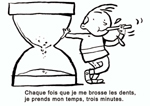 Chaque fois que je me brosse les dents,
je prends mon temps, trois minutes.